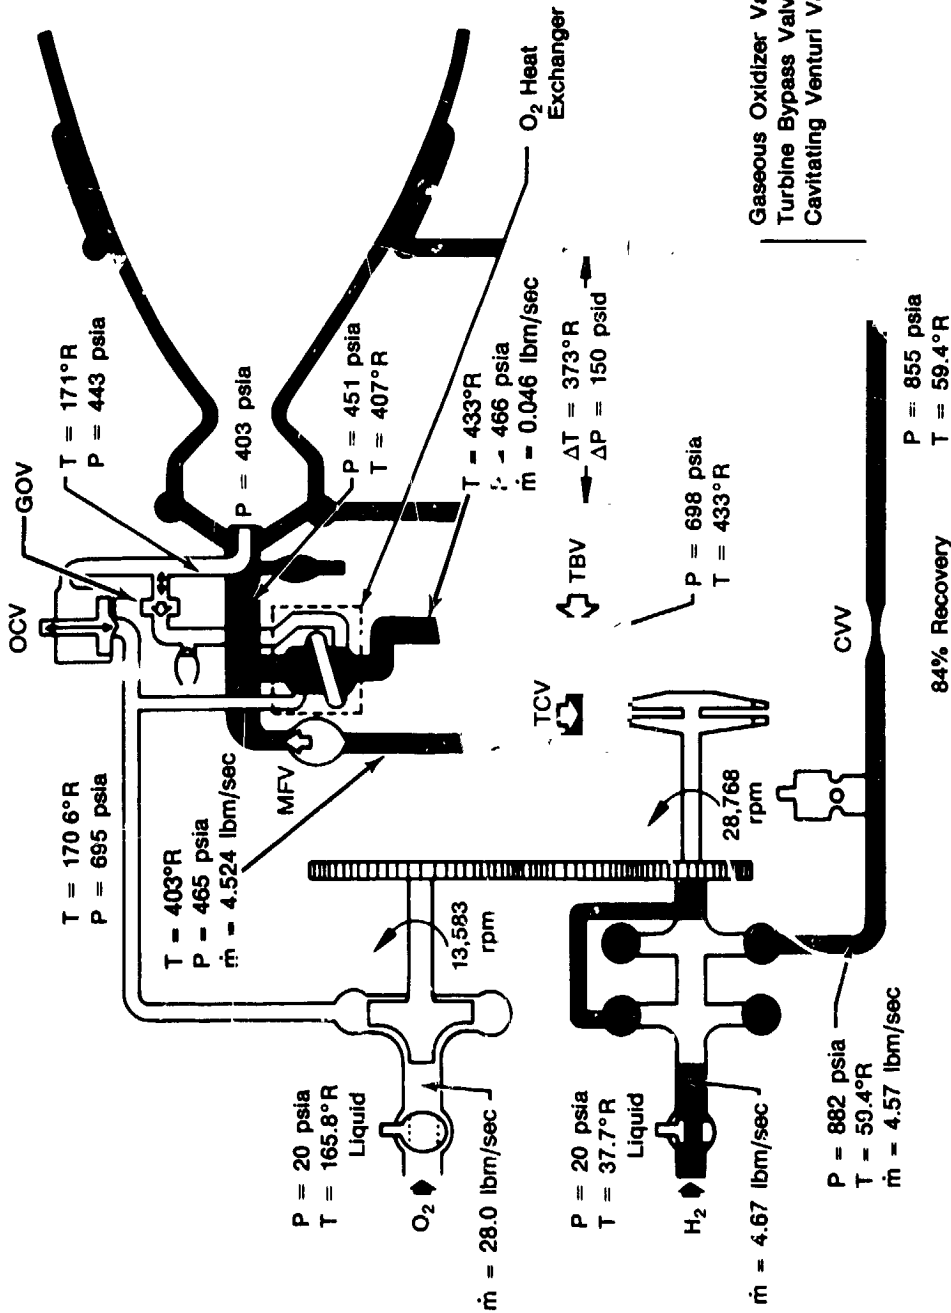 OCV
GOV
T = 171°R
P = 443 psia
T = 170 6°R
P = 695 psia
P = 403 psia
P = 451 psia
T = 407°R
O₂ Heat
Exchanger
MFV
T = 403°R
P = 465 psia
ṁ = 4.524 lbm/sec
T = 433°R
= 466 psia
ṁ = 0.046 lbm/sec
ΔT = 373°R
ΔP = 150 psid
TCV
TBV
P = 698 psia
T = 433°R
13,583
rpm
28,768
rpm
P = 20 psia
T = 165.8°R
Liquid
O₂
ṁ = 28.0 lbm/sec
P = 20 psia
T = 37.7°R
Liquid
H₂
ṁ = 4.67 lbm/sec
P = 882 psia
T = 59.4°R
ṁ = 4.57 lbm/sec
CVV
84% Recovery
P = 855 psia
T = 59.4°R
Gaseous Oxidizer Va
Turbine Bypass Valv
Cavitating Venturi V